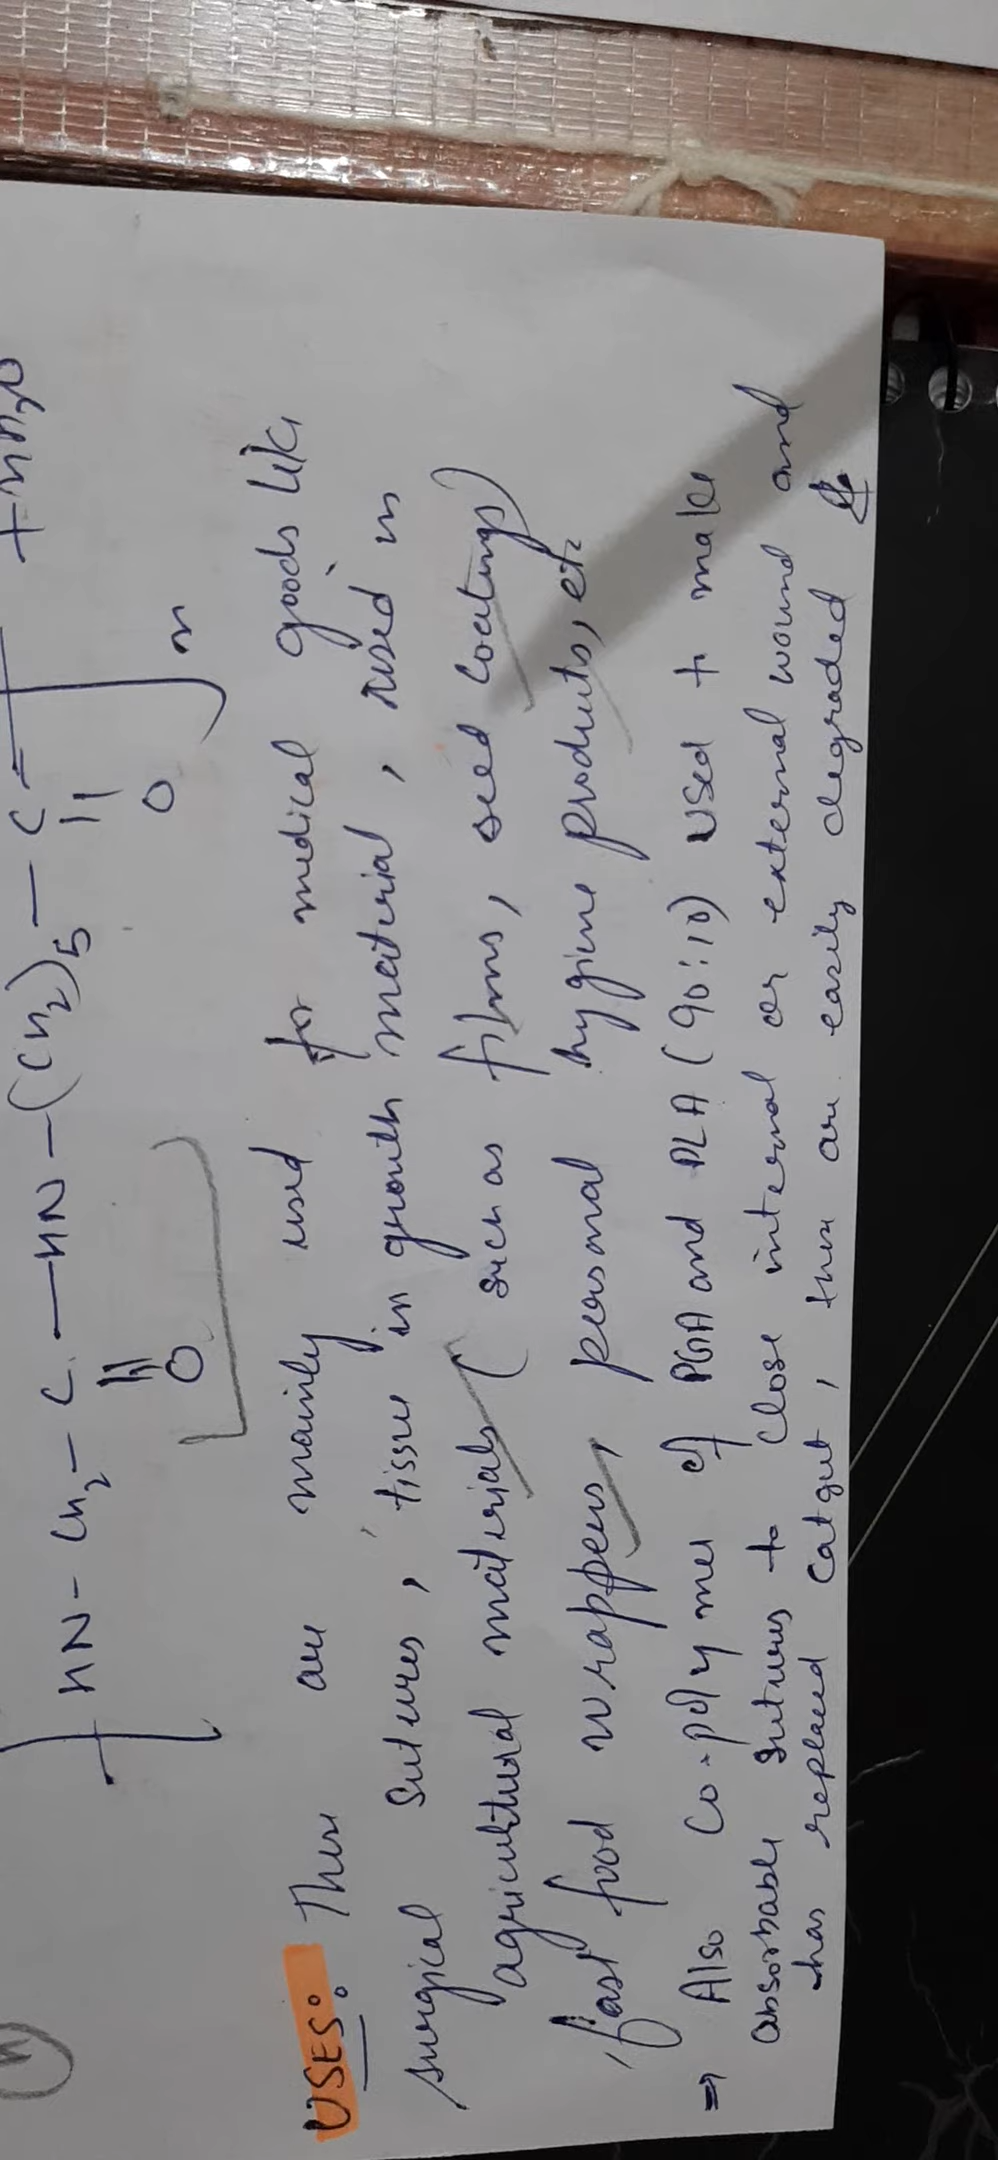 HN - CH2 - C - HN - (CH2)5 - C
O O n
USES: These are mainly used for medical goods like
surgical sutures, tissue in growth material, used in
agricultural materials (such as films, seed coatings)
fast food wrappers, personal hygiene products, etc
⇒ Also Co-polymer of PGA and PLA (90:10) used t make
absorbable sutures to close internal or external wound and
has replaced catgut, these are easily degraded &